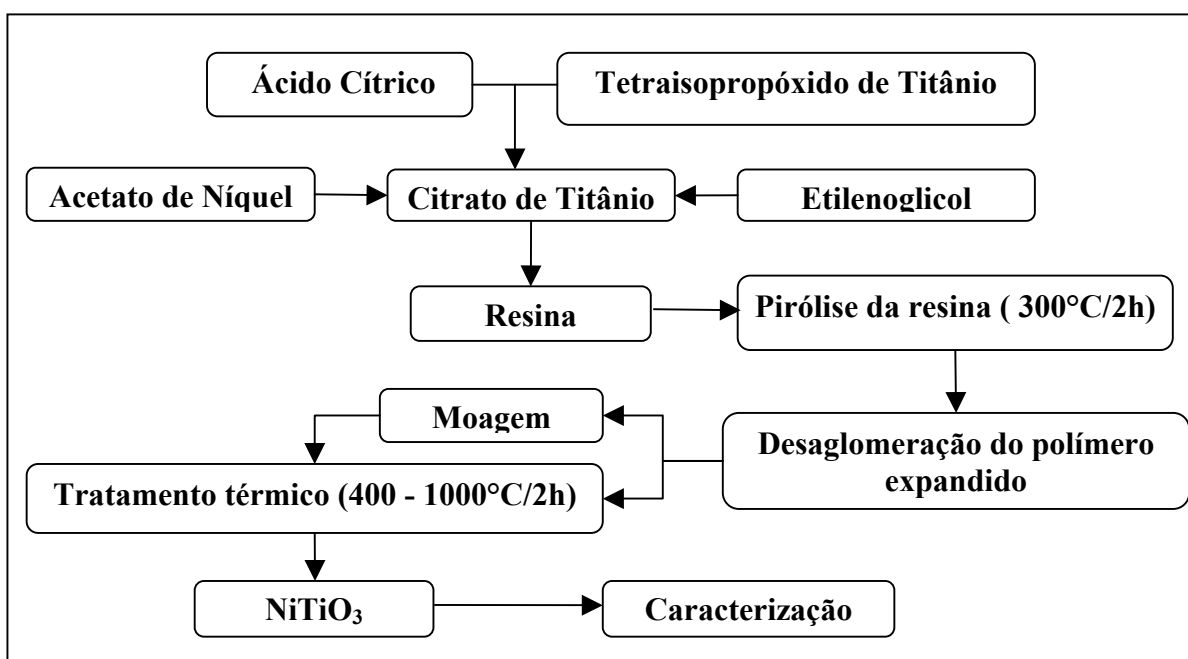 Ácido Cítrico
Tetraisopropóxido de Titânio
Acetato de Níquel
Citrato de Titânio
Etilenoglicol
Resina
Pirólise da resina ( 300°C/2h)
Moagem
Desaglomeração do polímero
expandido
Tratamento térmico (400 - 1000°C/2h)
NiTiO₃
Caracterização